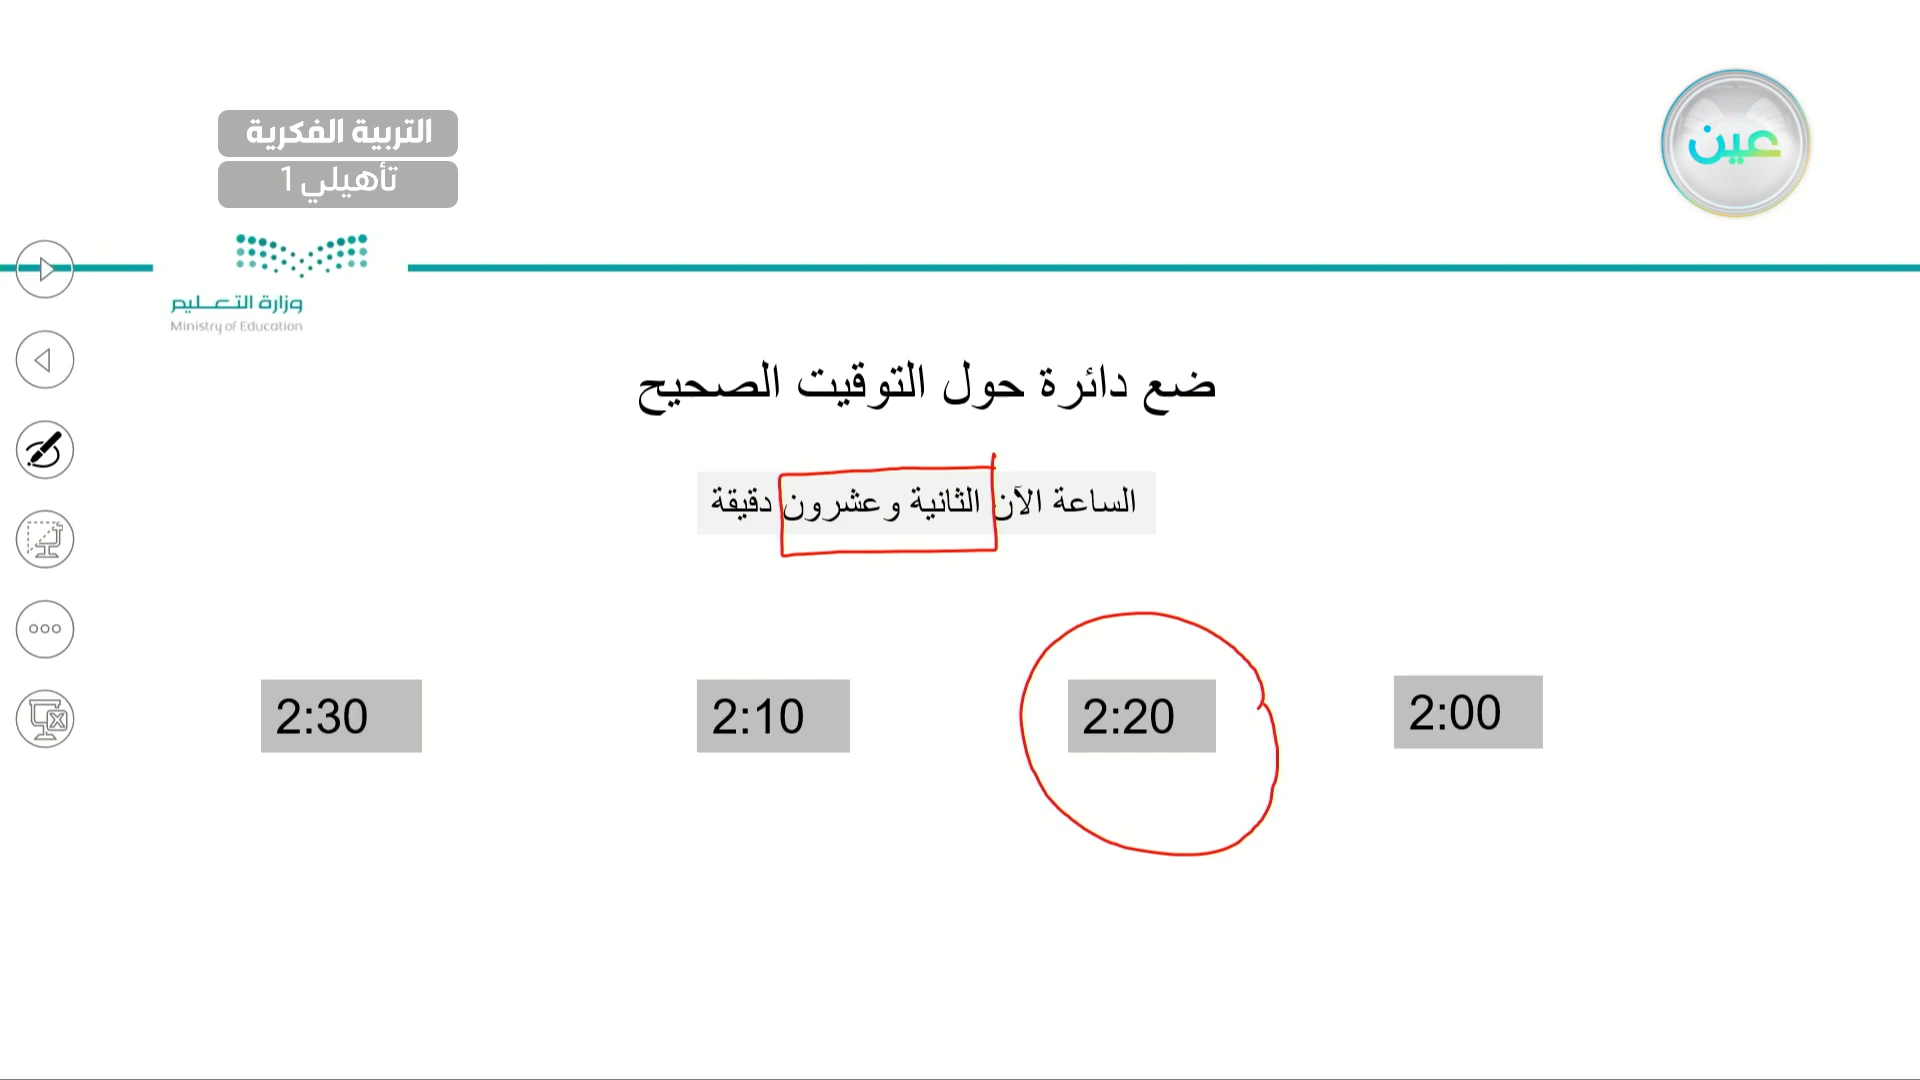 التربية الفكرية
تأهيلي 1
عين
وزارة التعليم
Ministry of Education
ضع دائرة حول التوقيت الصحيح
الساعة الآن الثانية وعشرون دقيقة
2:00
2:20
2:10
2:30